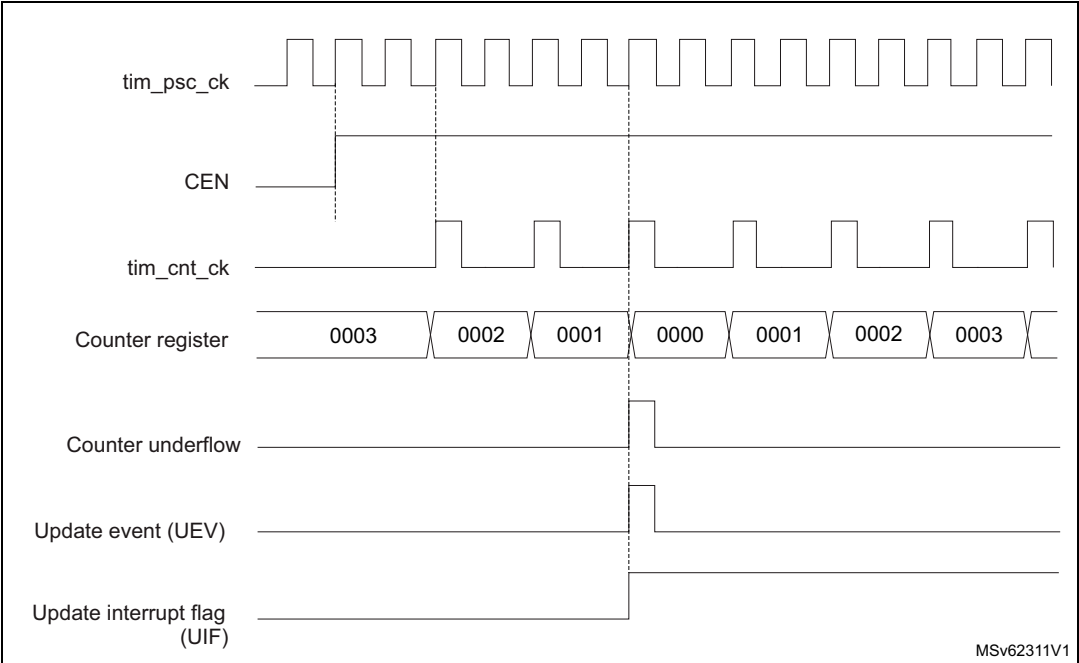 tim_psc_ck
CEN
tim_cnt_ck
Counter register
0003 0002 0001 0000 0001 0002 0003
Counter underflow
Update event (UEV)
Update interrupt flag
(UIF)
MSv62311V1